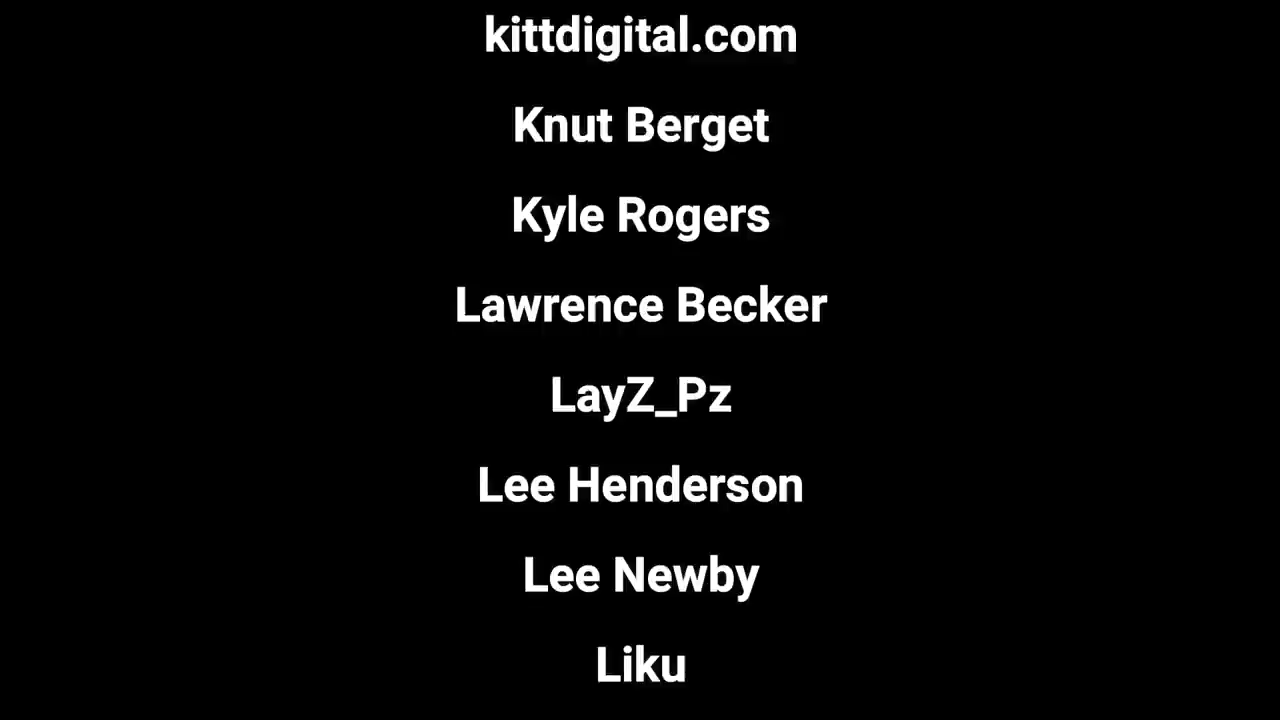 kittdigital.com
Knut Berget
Kyle Rogers
Lawrence Becker
LayZ_Pz
Lee Henderson
Lee Newby
Liku